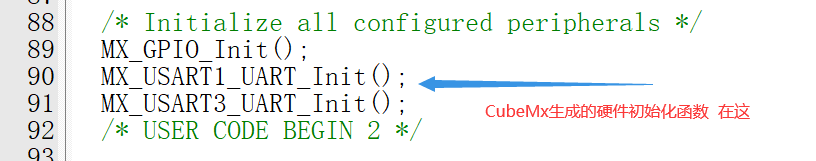 88 /* Initialize all configured peripherals */
89 MX_GPIO_Init();
90 MX_USART1_UART_Init();
91 MX_USART3_UART_Init();
CubeMx生成的硬件初始化函数 在这
92 /* USER CODE BEGIN 2 */
93